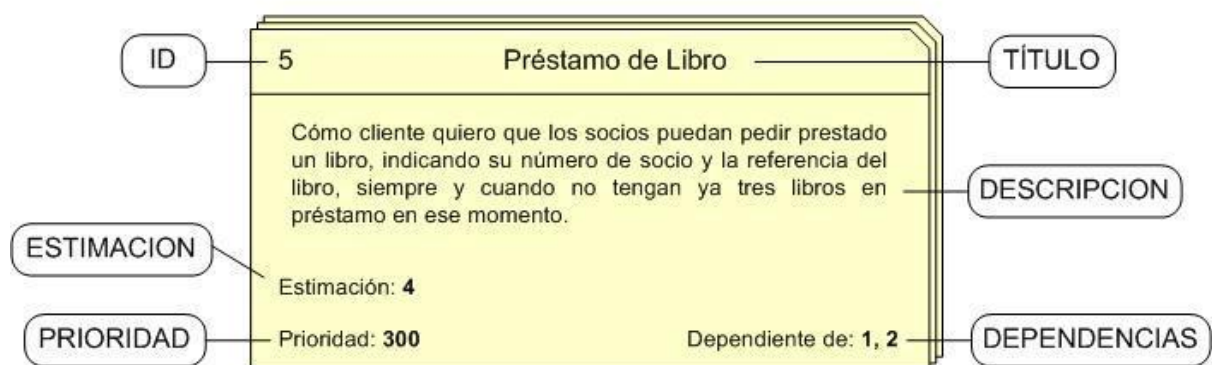 ID
5
Préstamo de Libro
TÍTULO
Cómo cliente quiero que los socios puedan pedir prestado
un libro, indicando su número de socio y la referencia del
libro, siempre y cuando no tengan ya tres libros en
préstamo en ese momento.
DESCRIPCION
ESTIMACION
Estimación: 4
PRIORIDAD
Prioridad: 300
Dependiente de: 1, 2
DEPENDENCIAS